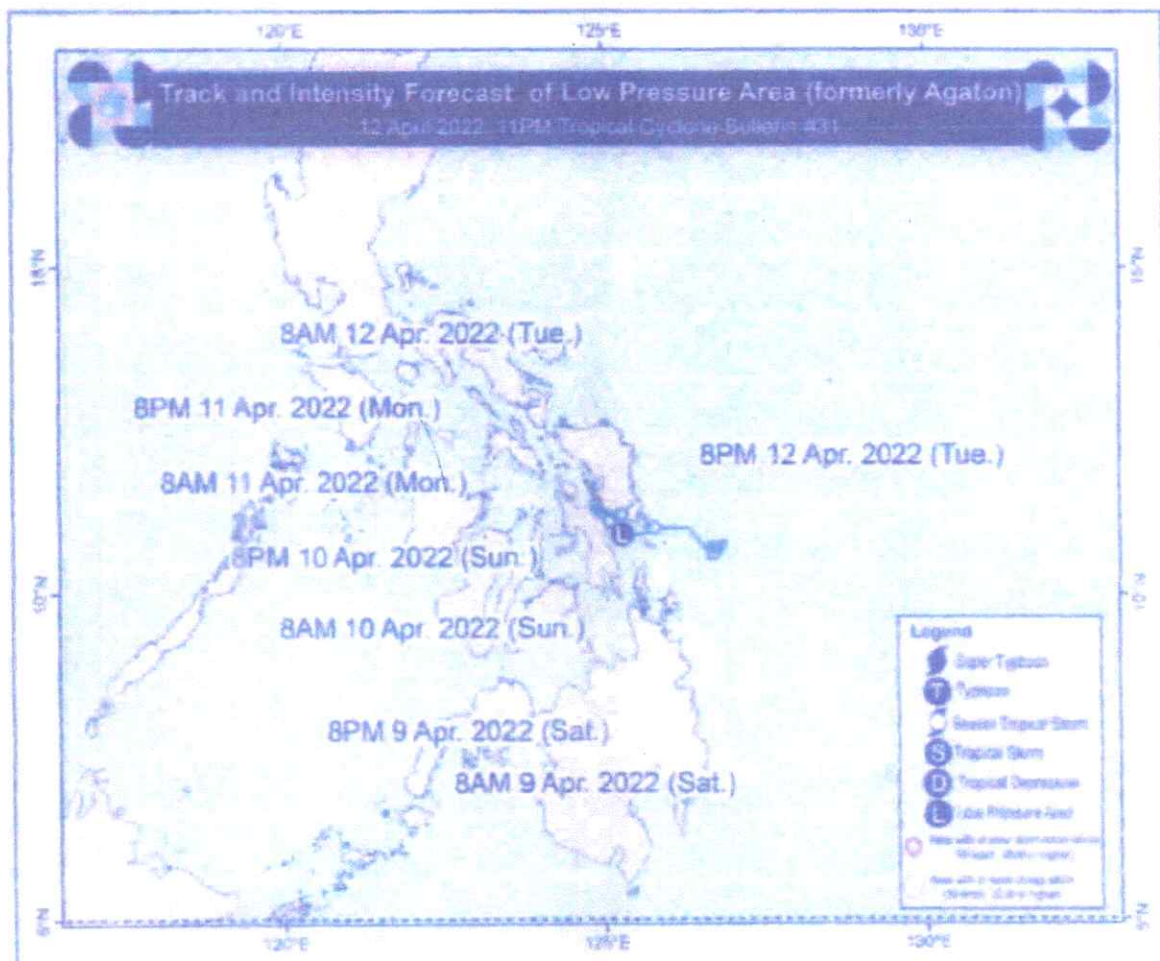 120°E 125°E 130°E
Track and Intensity Forecast of Low Pressure Area (formerly Agaton)
12 April 2022 11PM Tropical Cyclone Bulletin #31
15°N 15°N
8AM 12 Apr. 2022 (Tue.)
8PM 11 Apr. 2022 (Mon.)
8PM 12 Apr. 2022 (Tue.)
8AM 11 Apr. 2022 (Mon.)
L
8PM 10 Apr. 2022 (Sun.)
10°N 10°N
8AM 10 Apr. 2022 (Sun.)
8PM 9 Apr. 2022 (Sat.)
8AM 9 Apr. 2022 (Sat.)
Legend
Super Typhoon
T Typhoon
Tropical Storm
S Tropical Storm
D Tropical Depression
L Low Pressure Area
5°N 5°N
120°E 125°E 130°E